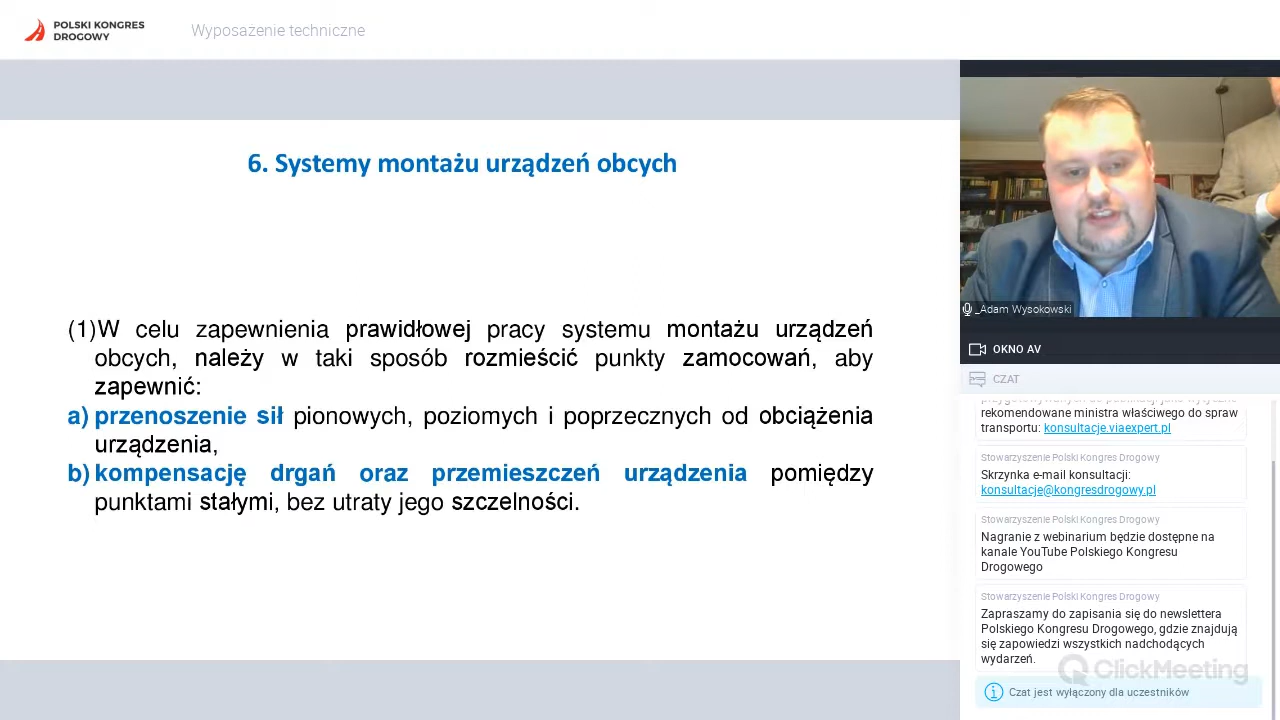 POLSKI KONGRES
DROGOWY
Wyposażenie techniczne
6. Systemy montażu urządzeń obcych
(1)W celu zapewnienia prawidłowej pracy systemu montażu urządzeń
obcych, należy w taki sposób rozmieścić punkty zamocowań, aby
zapewnić:
a) przenoszenie sił pionowych, poziomych i poprzecznych od obciążenia
urządzenia,
b) kompensację drgań oraz przemieszczeń urządzenia pomiędzy
punktami stałymi, bez utraty jego szczelności.
_Adam Wysokowski
OKNO AV
CZAT
rekomendowane ministra właściwego do spraw
transportu: konsultacje.viaexpert.pl
Stowarzyszenie Polski Kongres Drogowy
Skrzynka e-mail konsultacji:
konsultacje@kongresdrogowy.pl
Stowarzyszenie Polski Kongres Drogowy
Nagranie z webinarium będzie dostępne na
kanale YouTube Polskiego Kongresu
Drogowego
Stowarzyszenie Polski Kongres Drogowy
Zapraszamy do zapisania się do newslettera
Polskiego Kongresu Drogowego, gdzie znajdują
się zapowiedzi wszystkich nadchodzących
wydarzeń.
ClickMeeting
Czat jest wyłączony dla uczestników